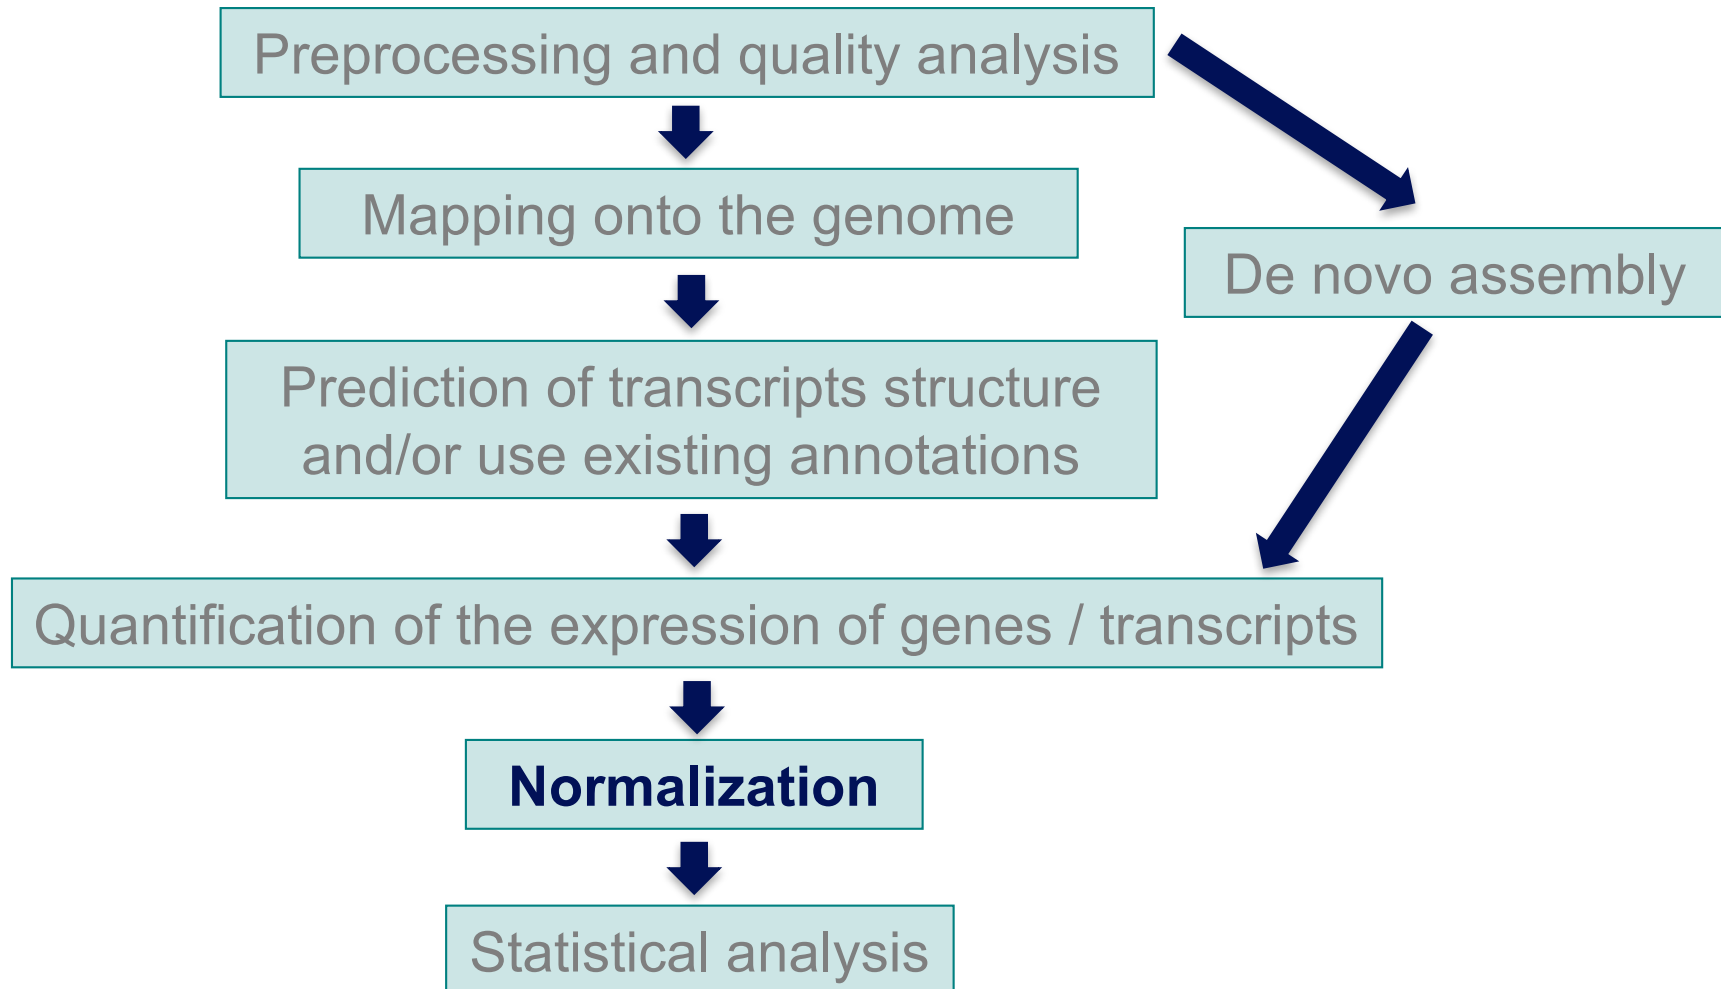 Preprocessing and quality analysis
Mapping onto the genome
De novo assembly
Prediction of transcripts structure
and/or use existing annotations
Quantification of the expression of genes / transcripts
Normalization
Statistical analysis